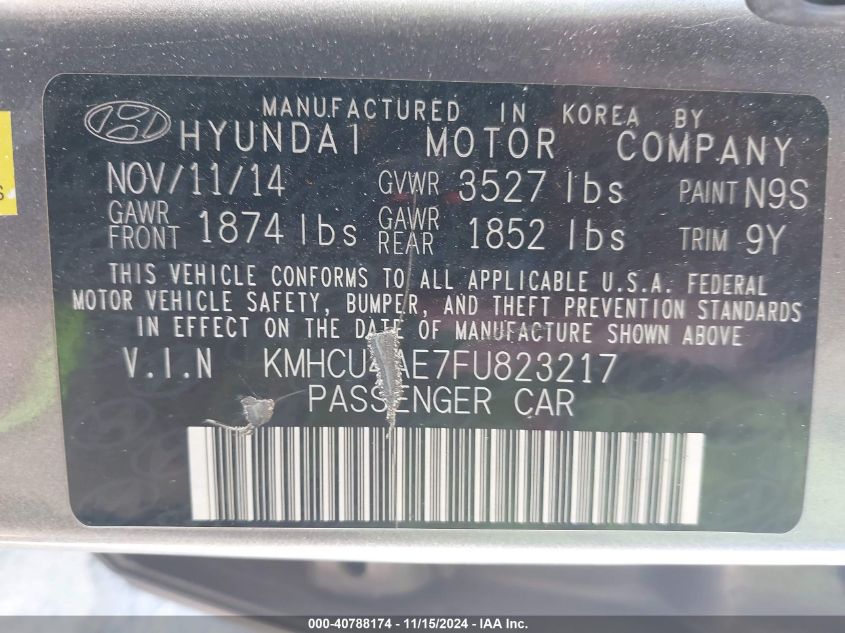 MANUFACTURED IN KOREA BY
HYUNDAI MOTOR COMPANY
NOV/11/14 GVWR 3527 lbs PAINT N9S
GAWR FRONT 1874 lbs GAWR REAR 1852 lbs TRIM 9Y
THIS VEHICLE CONFORMS TO ALL APPLICABLE U.S.A. FEDERAL
MOTOR VEHICLE SAFETY, BUMPER, AND THEFT PREVENTION STANDARDS
IN EFFECT ON THE DATE OF MANUFACTURE SHOWN ABOVE
V.I.N
PASSENGER CAR
000-40788174 - 11/15/2024 - IAA Inc.